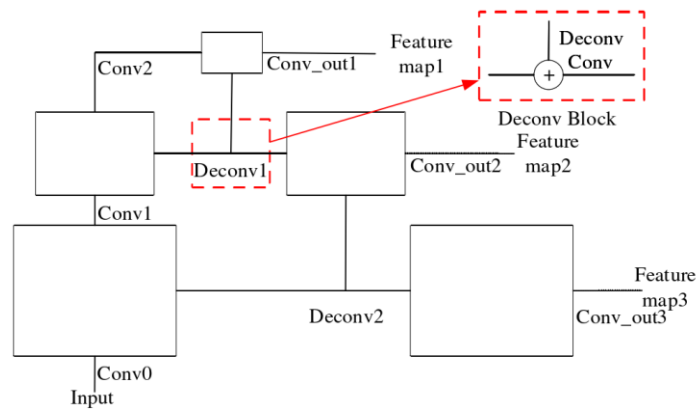 Conv2
Conv_out1
Feature
map1
Deconv
Conv
+
Deconv Block
Deconv1
Conv_out2
Feature
map2
Conv1
Deconv2
Feature
map3
Conv_out3
Conv0
Input